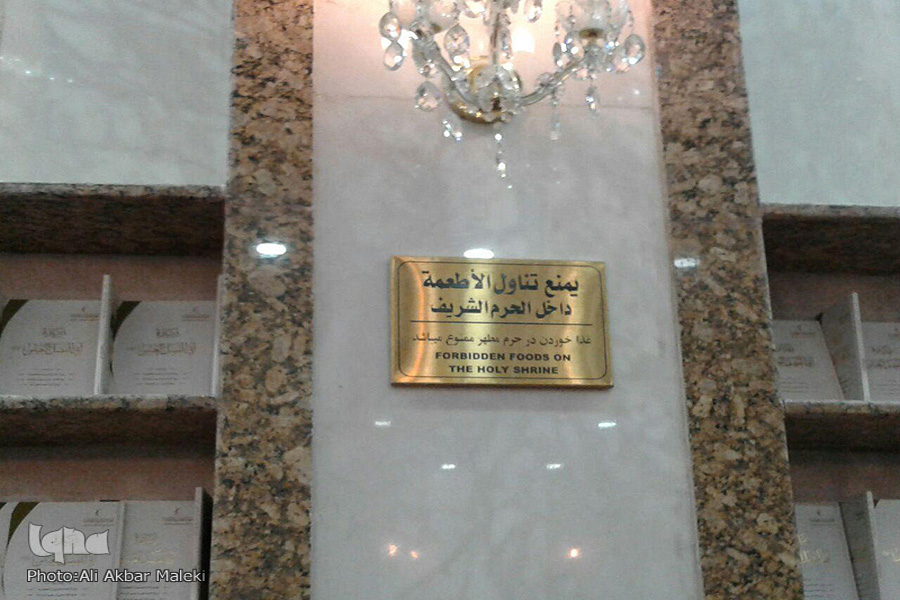 يمنع تناول الأطعمة
داخل الحرم الشريف
غذا خوردن در حرم مطهر ممنوع میباشد
FORBIDDEN FOODS ON
THE HOLY SHRINE
Iqna
Photo:Ali Akbar Maleki